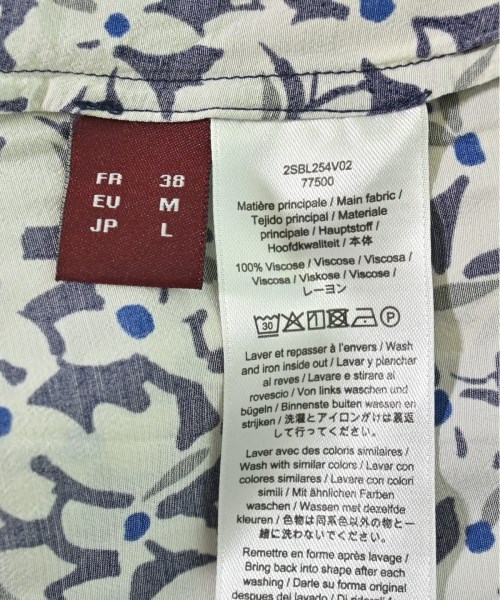 FR 38
EU M
JP L
2SBL254V02
77500
Matière principale / Main fabric /
Tejido principal / Materiale
principale / Hauptstoff /
Hoofdkwaliteit / 本体
100% Viscose / Viscose / Viscosa /
Viscosa / Viskose / Viscose /
レーヨン
30 P
Laver et repasser à l'envers / Wash
and iron inside out / Lavar y planchar
al reves / Lavare e stirare al
rovescio / Von links waschen und
bügeln / Binnenste buiten wassen en
strijken / 洗濯とアイロンがけは裏返
して行ってください。
Laver avec des coloris similaires /
Wash with similar colors / Lavar con
colores similares / Lavare con colori
simili / Mit ähnlichen Farben
waschen / Wassen met dezelfde
kleuren / 色物は同系色以外の物と一
緒に洗わないでください。
Remettre en forme après lavage /
Bring back into shape after each
washing / Darle su forma original
despues del lavado / Di ridargli